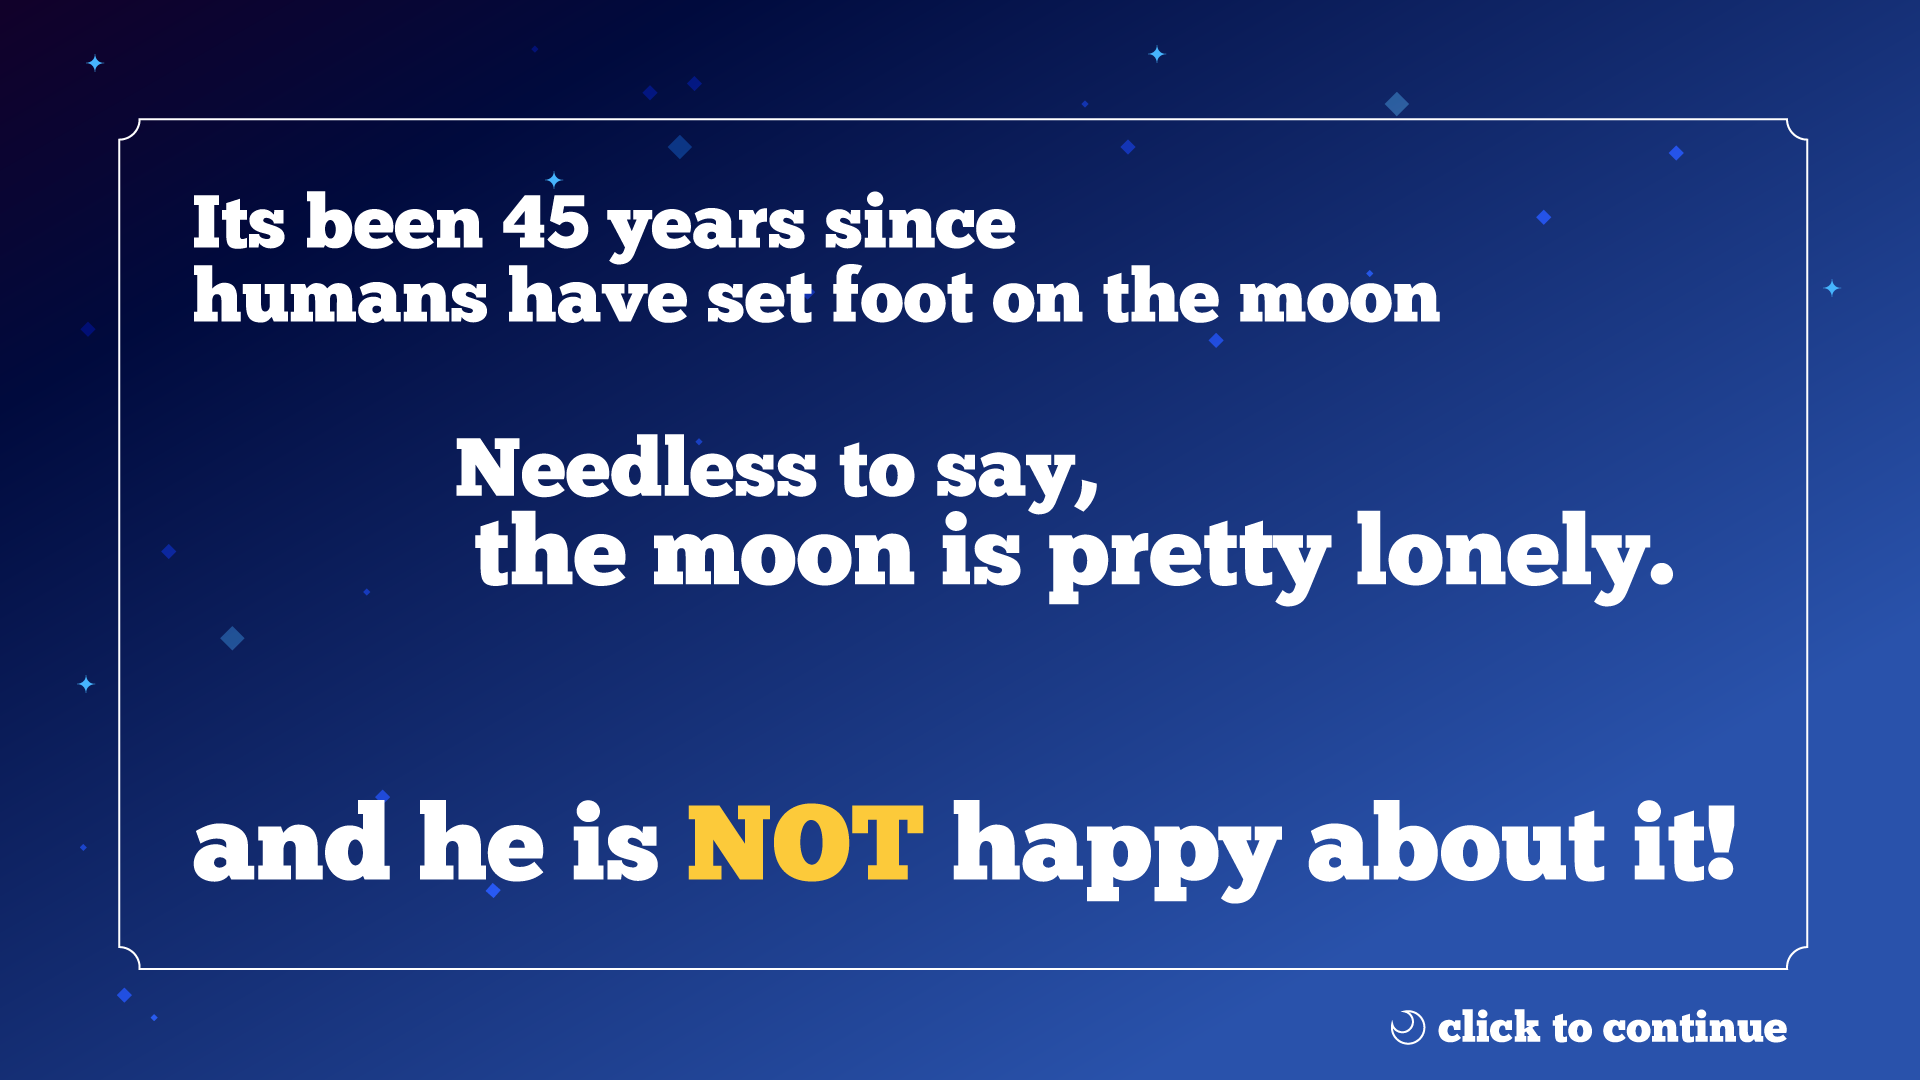 Its been 45 years since
humans have set foot on the moon
Needless to say,
the moon is pretty lonely.
and he is NOT happy about it!
click to continue